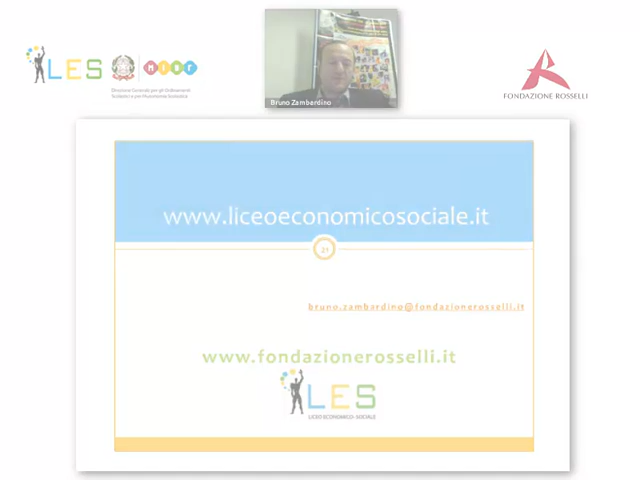 LES
MIUR
Direzione Generale per gli Ordinamenti
Scolastici e per l'Autonomia Scolastica
Bruno Zambardino
FONDAZIONE ROSSELLI
www.liceoeconomicosociale.it
21
bruno.zambardino@fondazionerosselli.it
www.fondazionerosselli.it
LES
LICEO ECONOMICO-SOCIALE